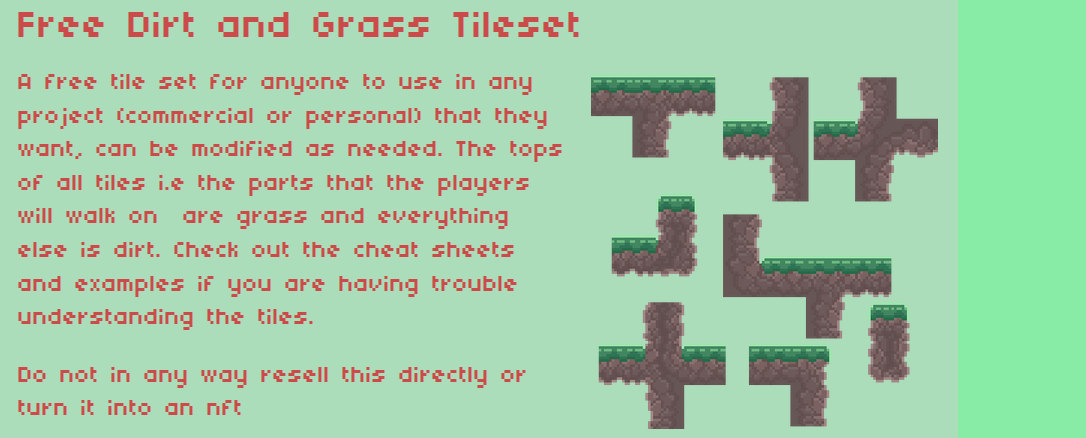 Free Dirt and Grass Tileset
A free tile set for anyone to use in any
project (commercial or personal) that they
want, can be modified as needed. The tops
of all tiles i.e the parts that the players
will walk on  are grass and everything
else is dirt. Check out the cheat sheets
and examples if you are having trouble
understanding the tiles.
Do not in any way resell this directly or
turn it into an nft